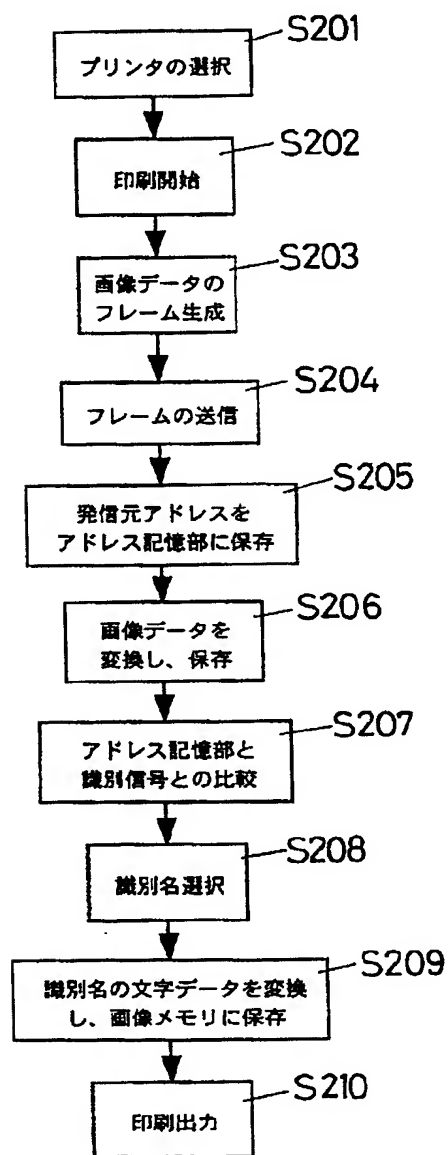 S201
プリンタの選択
S202
印刷開始
S203
画像データの
フレーム生成
S204
フレームの送信
S205
発信元アドレスを
アドレス記憶部に保存
S206
画像データを
変換し、保存
S207
アドレス記憶部と
識別信号との比較
S208
識別名選択
S209
識別名の文字データを変換
し、画像メモリに保存
S210
印刷出力